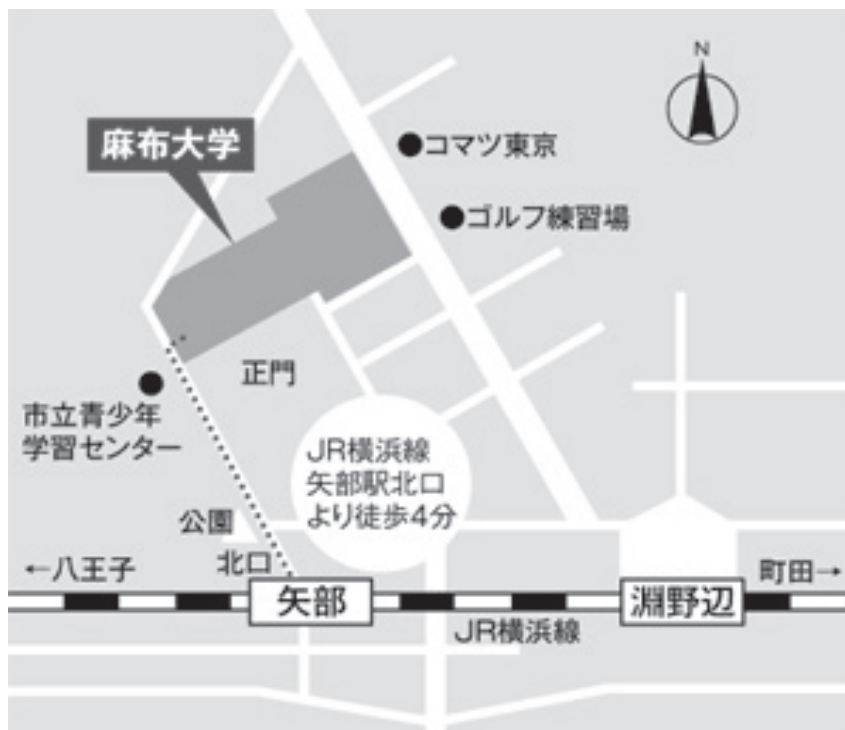 N
麻布大学
●コマツ東京
●ゴルフ練習場
正門
市立青少年
学習センター
JR横浜線
矢部駅北口
より徒歩4分
公園
北口
←八王子
町田→
矢部
淵野辺
JR横浜線